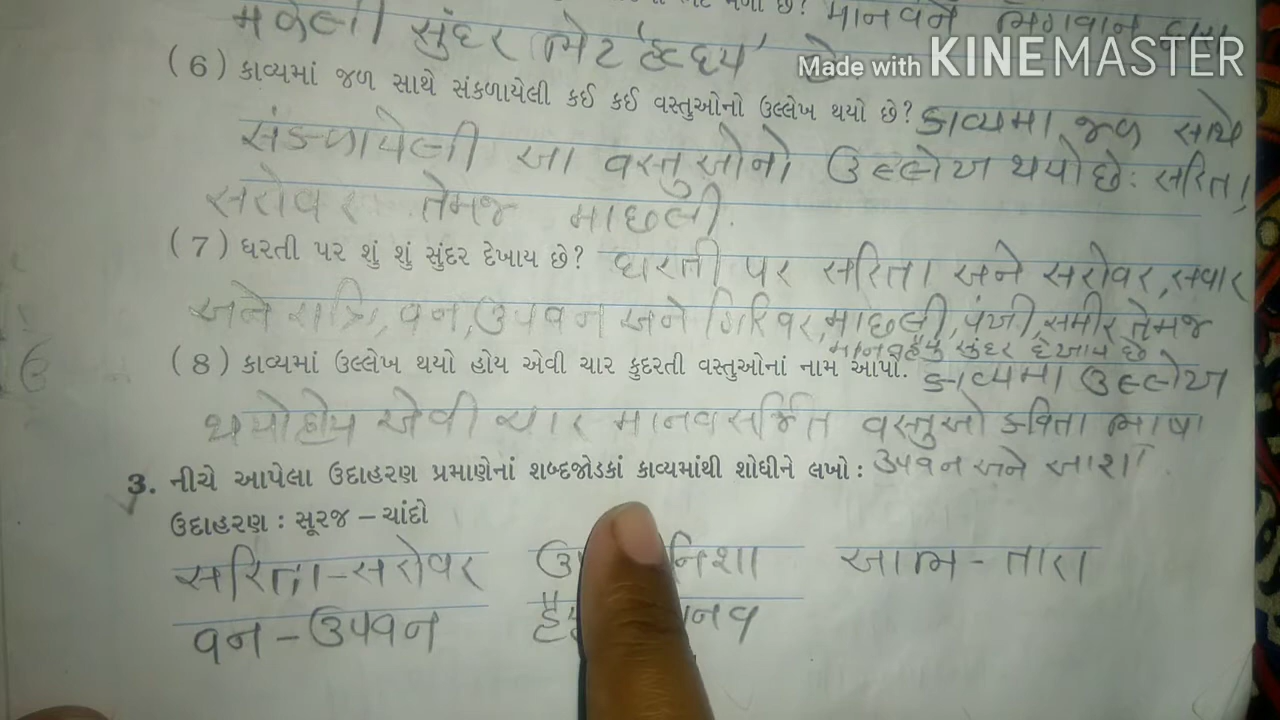 મળેલી સુંદર ભેટ 'હૃદય' છે. માનવને ભગવાને
Made with KINEMASTER
(6) કાવ્યમાં જળ સાથે સંકળાયેલી કઈ કઈ વસ્તુઓનો ઉલ્લેખ થયો છે? કાવ્યમાં જળ સાથે
સંકળાયેલી આ વસ્તુઓનો ઉલ્લેખ થયો છે: સરિતા,
સરોવર તેમજ માછલી.
(7) ધરતી પર શું શું સુંદર દેખાય છે? ધરતી પર સરિતા અને સરોવર, સવાર
અને રાત્રિ, વન, ઉપવન અને ગિરિવર, માછલી, પંખી, સમીર તેમજ
માનવહૈયું સુંદર દેખાય છે
(8) કાવ્યમાં ઉલ્લેખ થયો હોય એવી ચાર કુદરતી વસ્તુઓનાં નામ આપો. કાવ્યમાં ઉલ્લેખ
થયો હોય એવી ચાર માનવસર્જિત વસ્તુઓ કવિતા ભાષા
ઉપવન અને આશા.
3. નીચે આપેલા ઉદાહરણ પ્રમાણેનાં શબ્દજોડકાં કાવ્યમાંથી શોધીને લખો :
ઉદાહરણ : સૂરજ – ચાંદો
સરિતા – સરોવર નિશા આભ - તારા
વન – ઉપવન